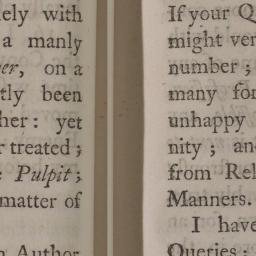 ely with
a manly
er, on a
tly been
her: yet
r treated;
: Pulpit;
matter of
Author
If your Q
might ver
number;
many for
unhappy
nity; an
from Rel
Manners.
I have
Queries: